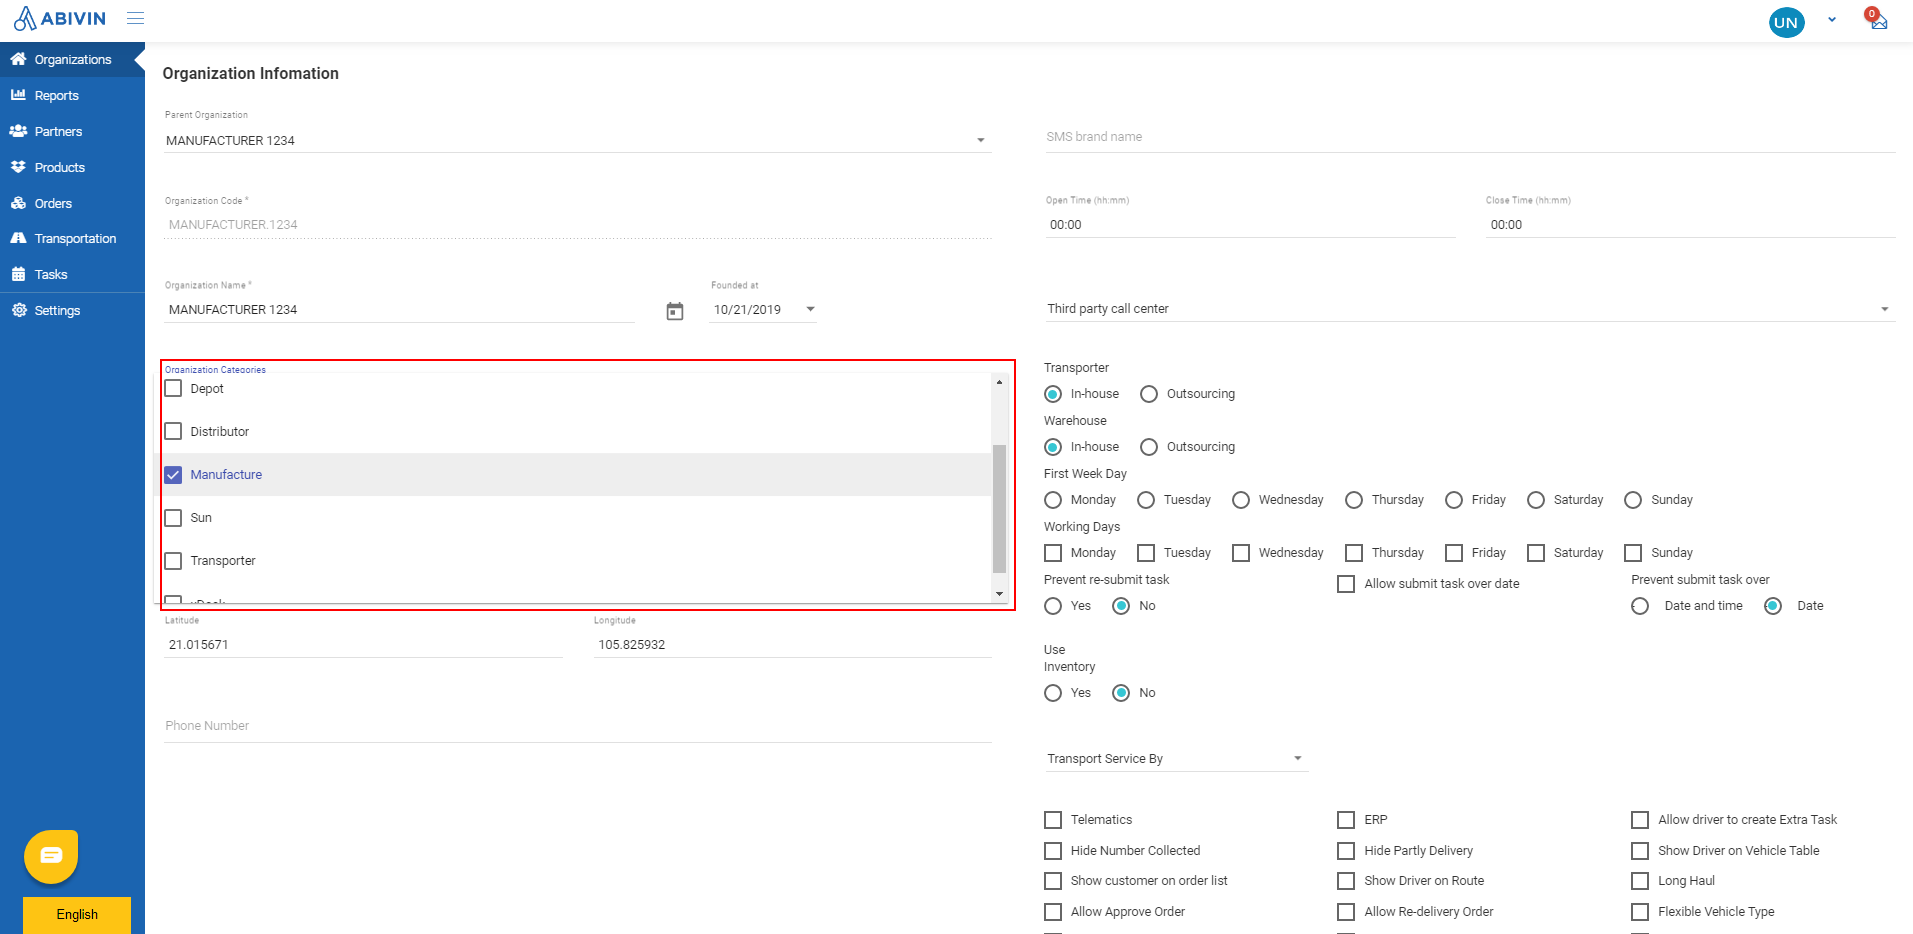 ABIVIN
UN
0
Organizations
Reports
Partners
Products
Orders
Transportation
Tasks
Settings
English
Organization Infomation
Parent Organization
MANUFACTURER 1234
Organization Code *
MANUFACTURER.1234
Organization Name *
MANUFACTURER 1234
Founded at
10/21/2019
Organization Categories
Depot
Distributor
Manufacture
Sun
Transporter
Latitude
21.015671
Longitude
105.825932
Phone Number
SMS brand name
Open Time (hh:mm)
00:00
Close Time (hh:mm)
00:00
Third party call center
Transporter
In-house Outsourcing
Warehouse
In-house Outsourcing
First Week Day
Monday Tuesday Wednesday Thursday Friday Saturday Sunday
Working Days
Monday Tuesday Wednesday Thursday Friday Saturday Sunday
Prevent re-submit task
Yes No
Allow submit task over date
Prevent submit task over
Date and time Date
Use
Inventory
Yes No
Transport Service By
Telematics ERP Allow driver to create Extra Task
Hide Number Collected Hide Partly Delivery Show Driver on Vehicle Table
Show customer on order list Show Driver on Route Long Haul
Allow Approve Order Allow Re-delivery Order Flexible Vehicle Type